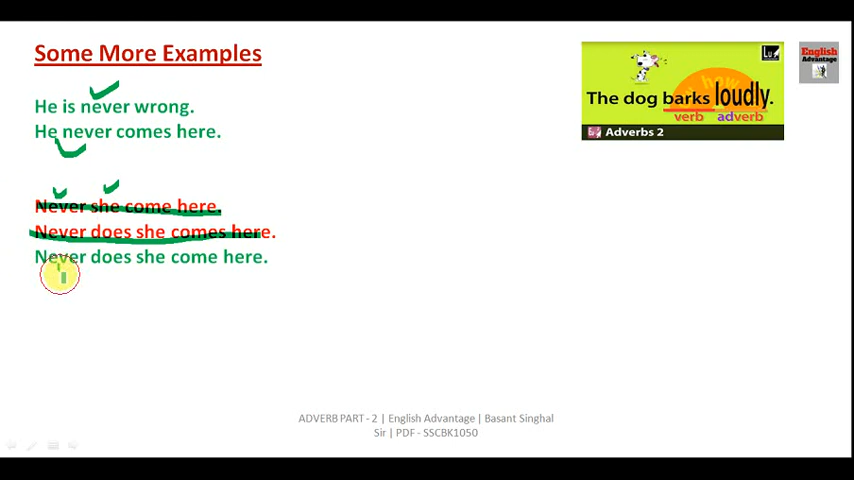 Some More Examples
He is never wrong.
He never comes here.
Never she come here.
Never does she comes here.
Never does she come here.
The dog barks loudly.
verb adverb
Adverbs 2
English
Advantage
ADVERB PART - 2 | English Advantage | Basant Singhal
Sir | PDF - SSCBK1050